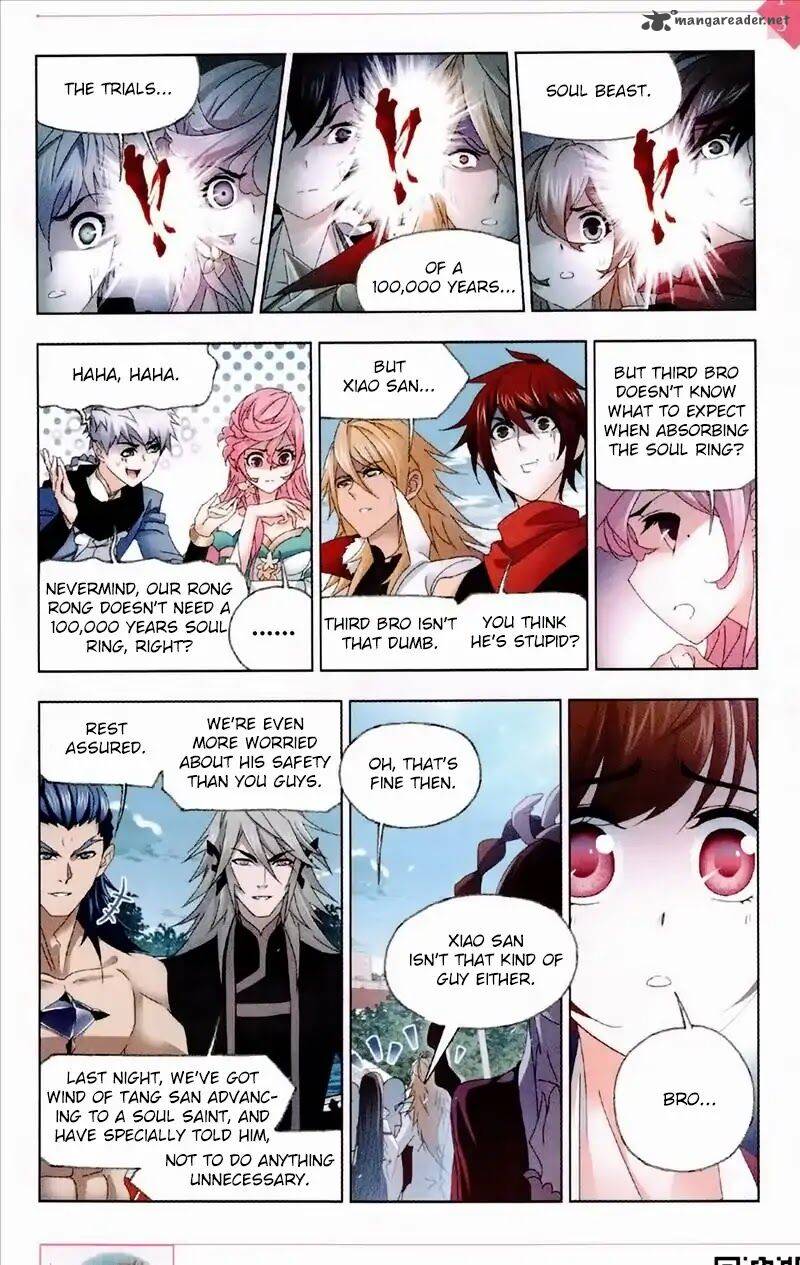 mangareader.net
1
3
THE TRIALS...
OF A
100,000 YEARS...
SOUL BEAST.
HAHA, HAHA.
NEVERMIND, OUR RONG
RONG DOESN'T NEED A
100,000 YEARS SOUL
RING, RIGHT?
......
BUT
XIAO SAN...
THIRD BRO ISN'T
THAT DUMB.
YOU THINK
HE'S STUPID?
BUT THIRD BRO
DOESN'T KNOW
WHAT TO EXPECT
WHEN ABSORBING
THE SOUL RING?
REST
ASSURED.
WE'RE EVEN
MORE WORRIED
ABOUT HIS SAFETY
THAN YOU GUYS.
LAST NIGHT, WE'VE GOT
WIND OF TANG SAN ADVANC-
ING TO A SOUL SAINT, AND
HAVE SPECIALLY TOLD HIM,
NOT TO DO ANYTHING
UNNECESSARY.
OH, THAT'S
FINE THEN.
XIAO SAN
ISN'T THAT KIND OF
GUY EITHER.
BRO...